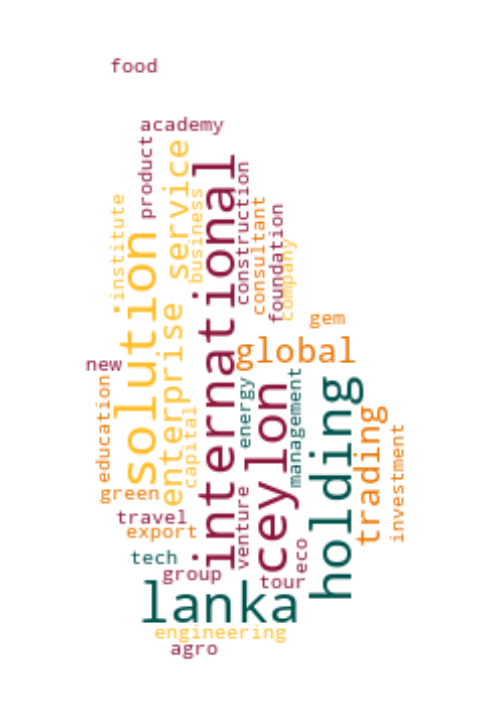 food
academy
product
service
international
construction
institute
business
consultant
foundation
company
solution
enterprise
gem
global
new
education
capital
energy
ceylon
management
holding
trading
investment
green
travel
export
venture
eco
tech
group
tour
lanka
engineering
agro